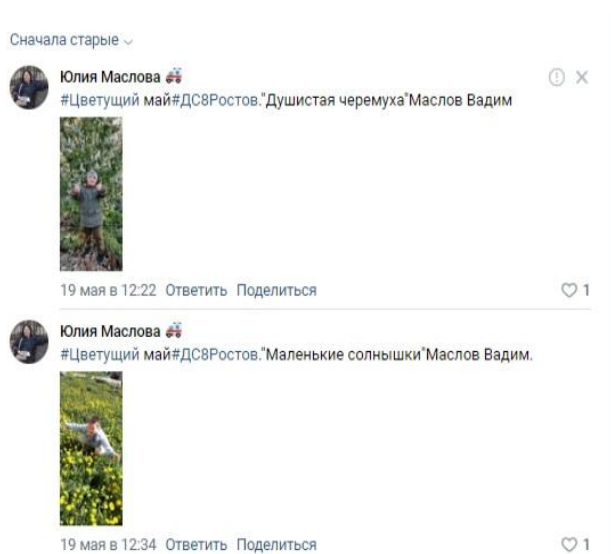 Сначала старые
Юлия Маслова
#Цветущий май#ДС8Ростов."Душистая черемуха"Маслов Вадим
19 мая в 12:22 Ответить Поделиться 1
Юлия Маслова
#Цветущий май#ДС8Ростов."Маленькие солнышки"Маслов Вадим.
19 мая в 12:34 Ответить Поделиться 1